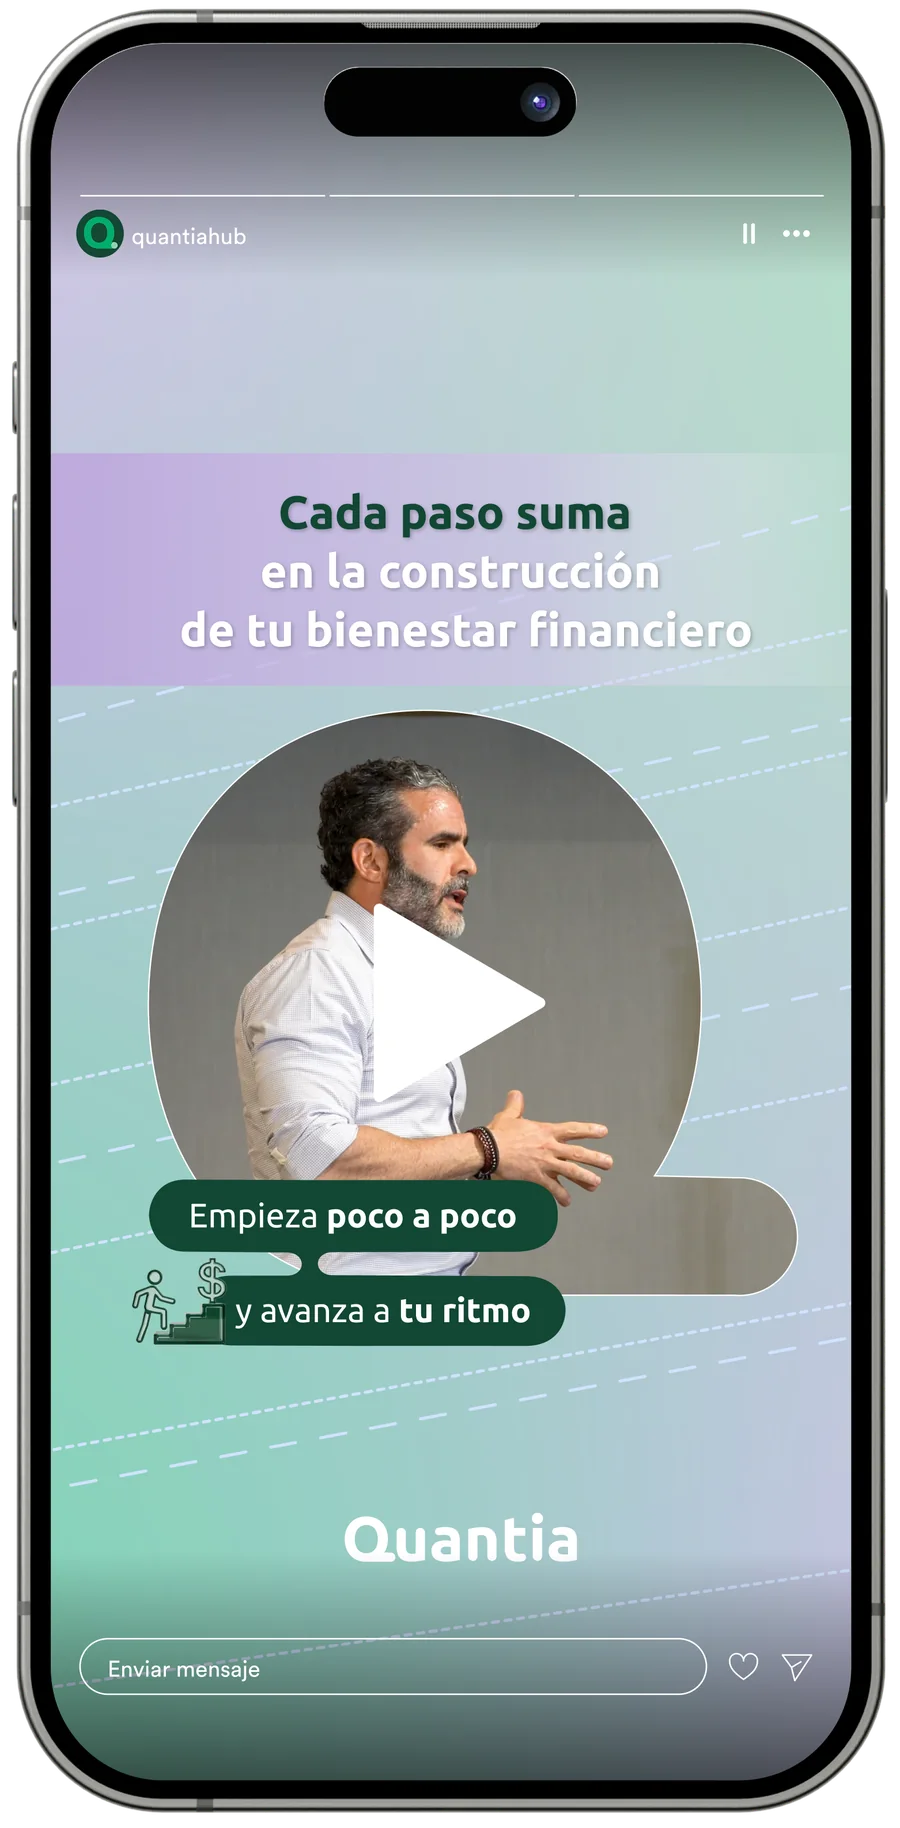 quantiahub
Cada paso suma
en la construcción
de tu bienestar financiero
Empieza poco a poco
$
y avanza a tu ritmo
Quantia
Enviar mensaje